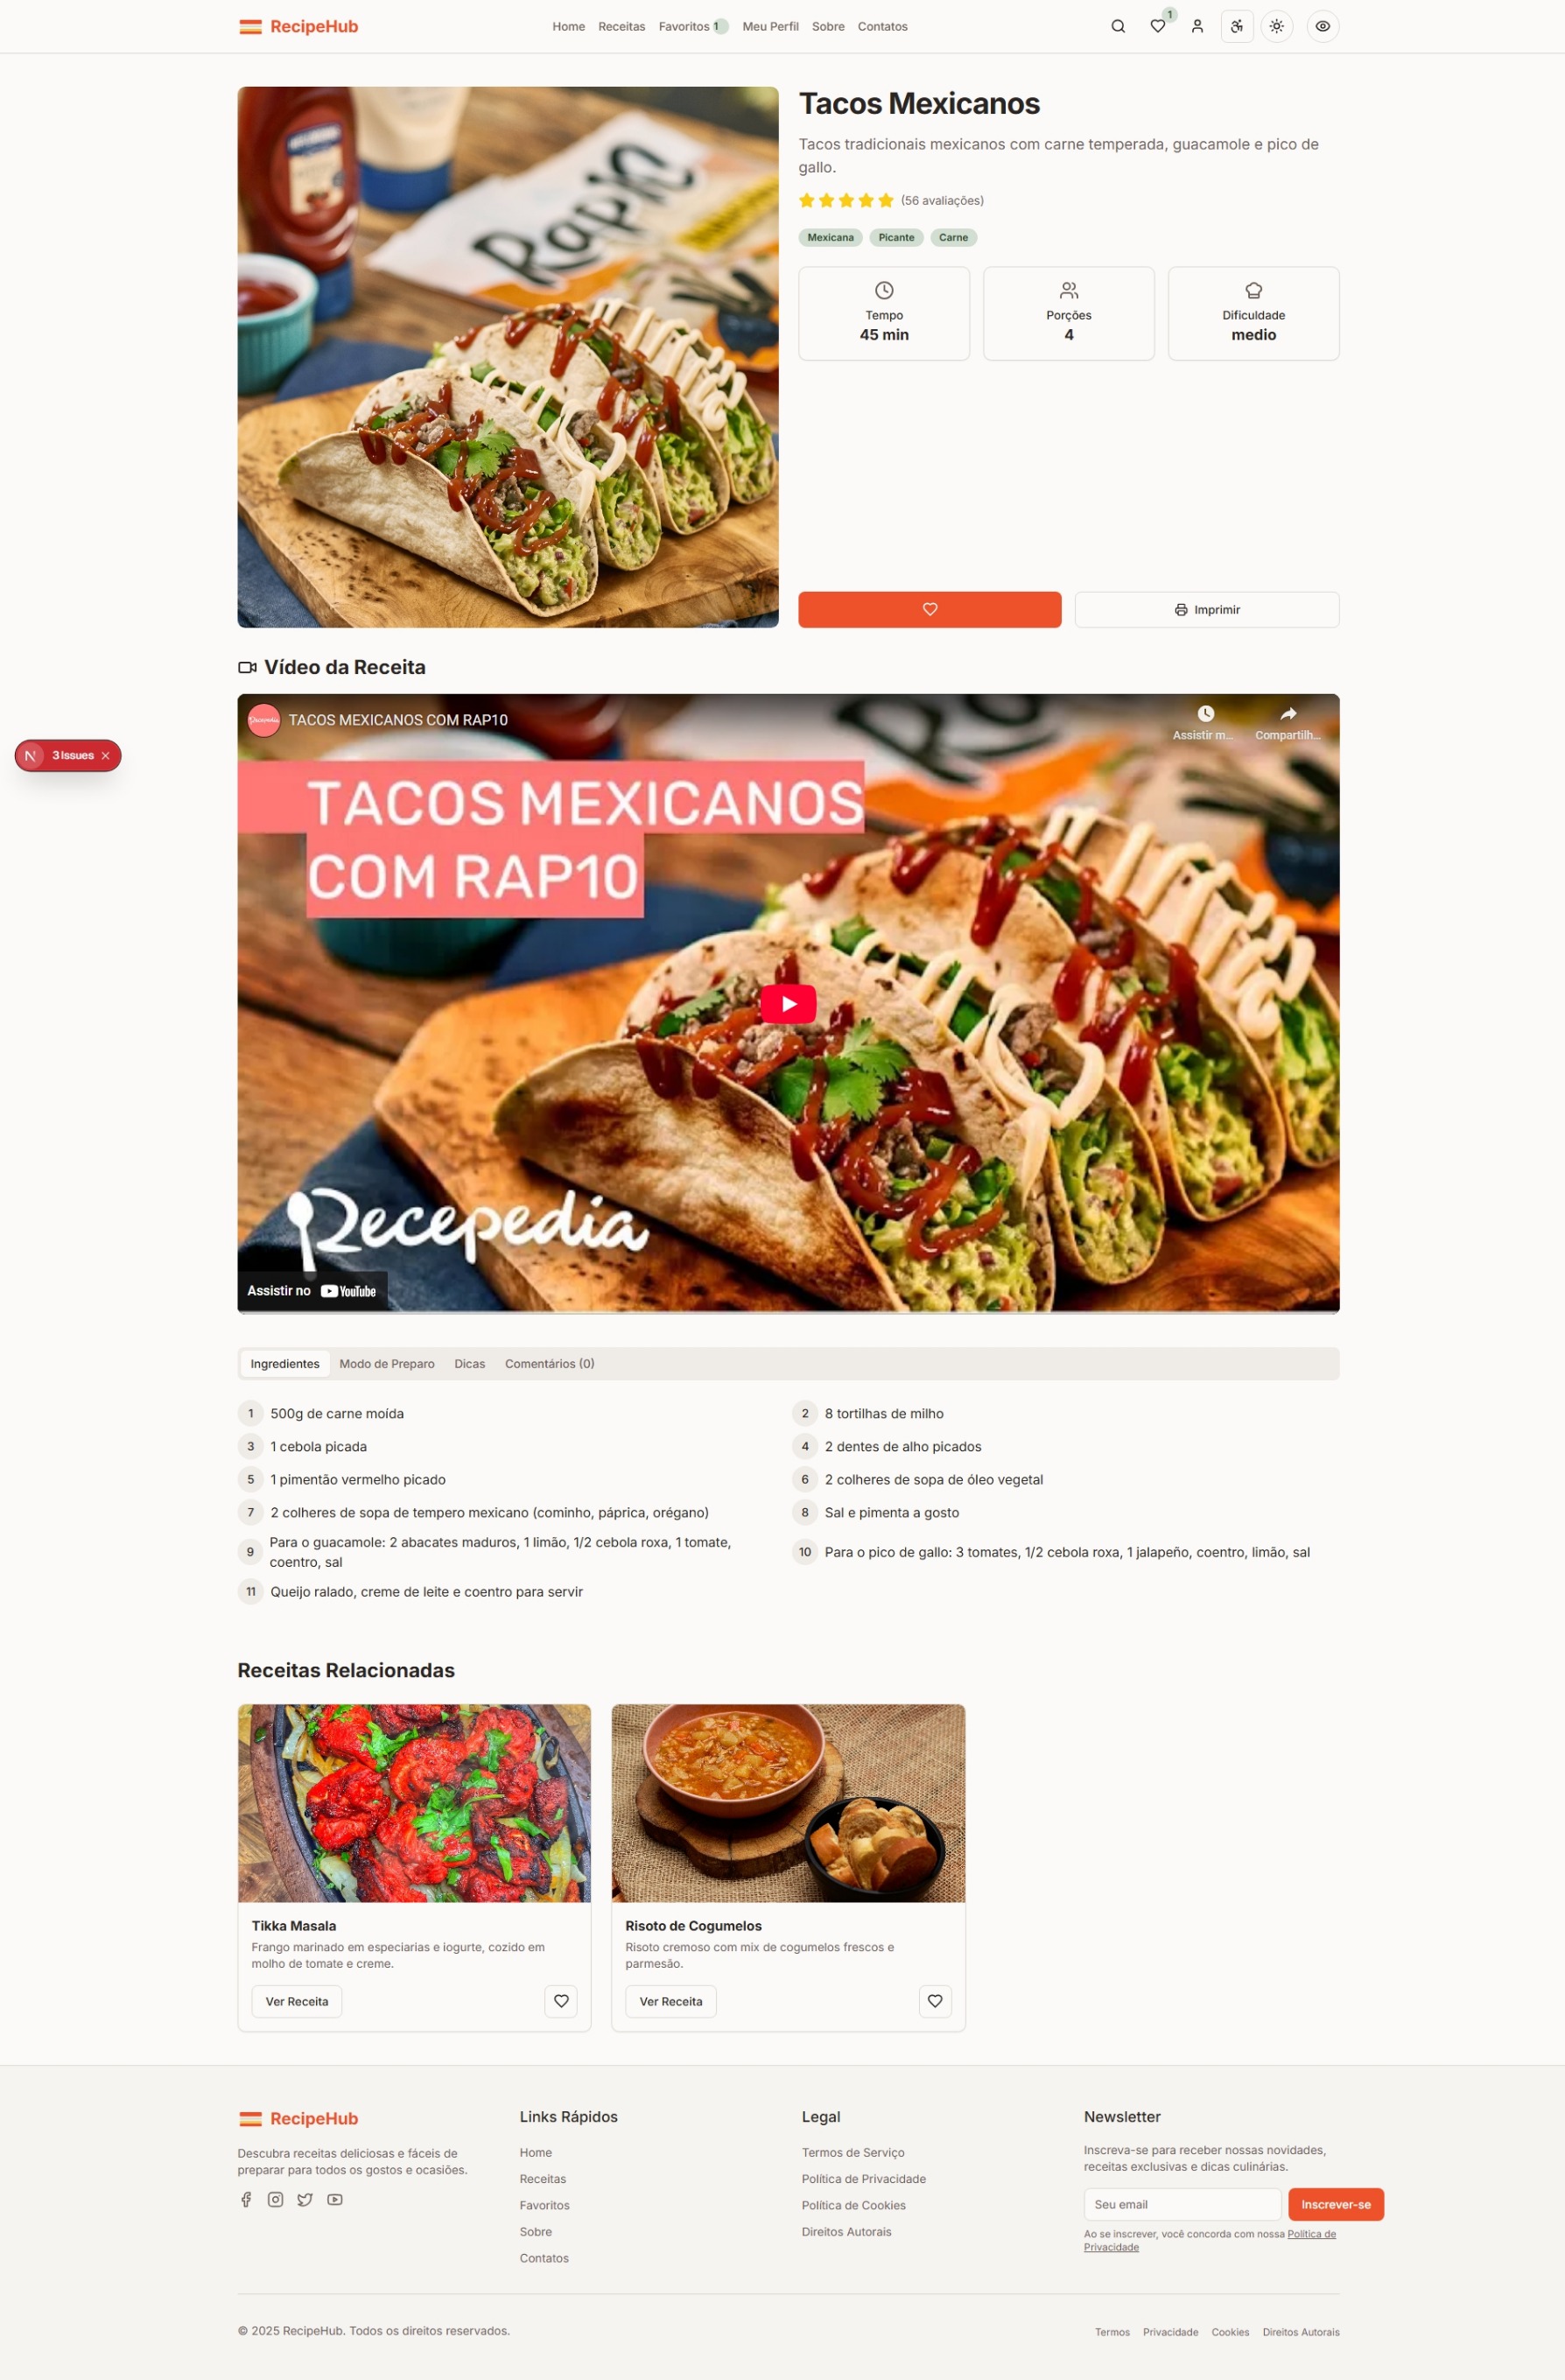 RecipeHub
Home Receitas Favoritos 1 Meu Perfil Sobre Contatos
1
Rap10
Tacos Mexicanos
Tacos tradicionais mexicanos com carne temperada, guacamole e pico de
gallo.
(56 avaliações)
Mexicana Picante Carne
Tempo
45 min
Porções
4
Dificuldade
medio
Imprimir
Vídeo da Receita
3 Issues
Recepedia
TACOS MEXICANOS COM RAP10
Assistir m...
Compartilh...
TACOS MEXICANOS
COM RAP10
Recepedia
Assistir no YouTube
Ingredientes Modo de Preparo Dicas Comentários (0)
1 500g de carne moída
2 8 tortilhas de milho
3 1 cebola picada
4 2 dentes de alho picados
5 1 pimentão vermelho picado
6 2 colheres de sopa de óleo vegetal
7 2 colheres de sopa de tempero mexicano (cominho, páprica, orégano)
8 Sal e pimenta a gosto
9 Para o guacamole: 2 abacates maduros, 1 limão, 1/2 cebola roxa, 1 tomate,
coentro, sal
10 Para o pico de gallo: 3 tomates, 1/2 cebola roxa, 1 jalapeño, coentro, limão, sal
11 Queijo ralado, creme de leite e coentro para servir
Receitas Relacionadas
Tikka Masala
Frango marinado em especiarias e iogurte, cozido em
molho de tomate e creme.
Ver Receita
Risoto de Cogumelos
Risoto cremoso com mix de cogumelos frescos e
parmesão.
Ver Receita
RecipeHub
Descubra receitas deliciosas e fáceis de
preparar para todos os gostos e ocasiões.
Links Rápidos
Home
Receitas
Favoritos
Sobre
Contatos
Legal
Termos de Serviço
Política de Privacidade
Política de Cookies
Direitos Autorais
Newsletter
Inscreva-se para receber nossas novidades,
receitas exclusivas e dicas culinárias.
Seu email
Inscrever-se
Ao se inscrever, você concorda com nossa Política de
Privacidade
© 2025 RecipeHub. Todos os direitos reservados.
Termos Privacidade Cookies Direitos Autorais